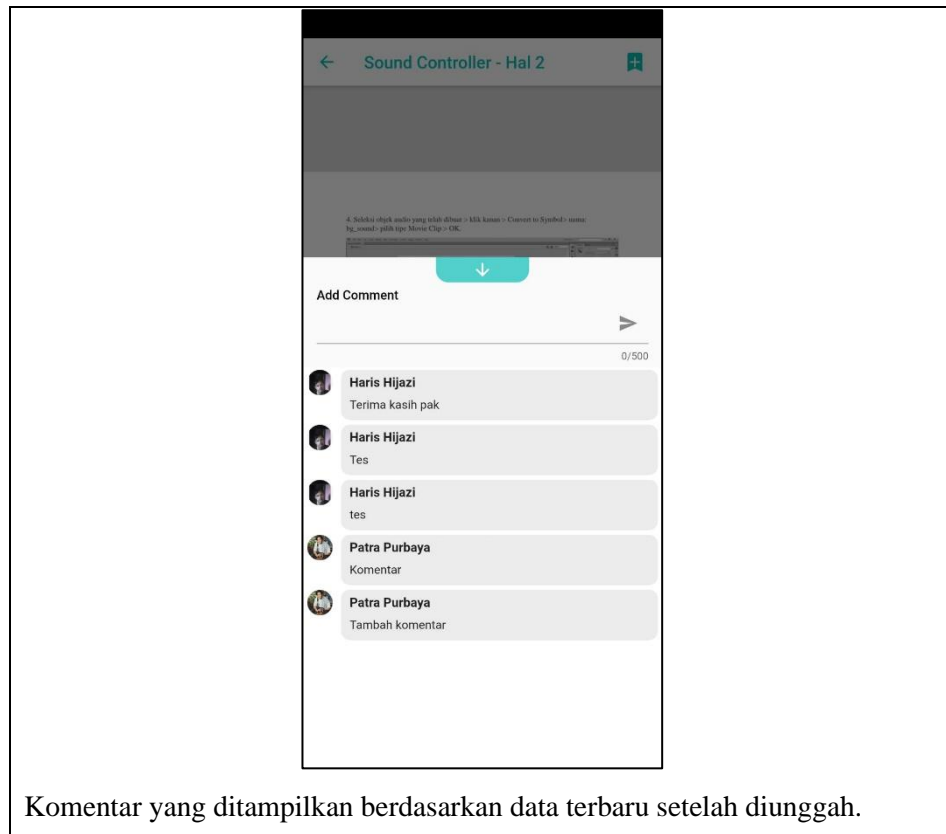 Sound Controller - Hal 2
4. Seleksi objek audio yang telah dibuat > klik kanan > Convert to Symbol > nama:
bg_sound > pilih tipe Movie Clip > OK.
Add Comment
0/500
Haris Hijazi
Terima kasih pak
Haris Hijazi
Tes
Haris Hijazi
tes
Patra Purbaya
Komentar
Patra Purbaya
Tambah komentar
Komentar yang ditampilkan berdasarkan data terbaru setelah diunggah.